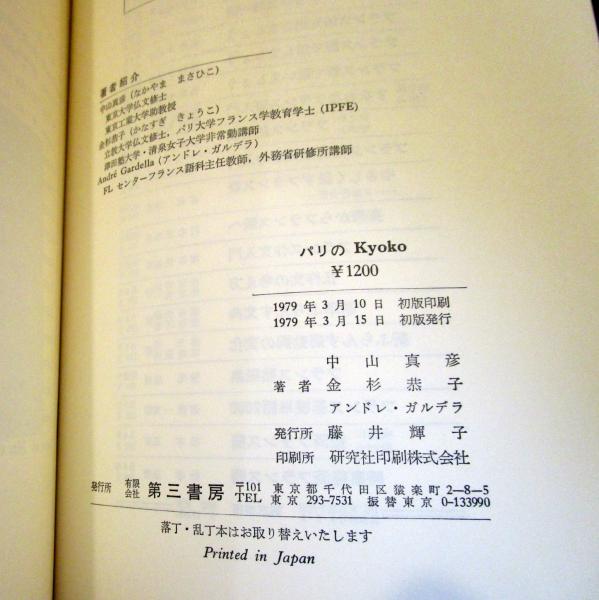 著者紹介
中山真彦(なかやま まさひこ)
東京大学仏文修士
東京工業大学助教授
金杉恭子(かなすぎ きょうこ)
立教大学仏文修士，パリ大学フランス学教育学士(IPFE)
津田塾大学・清泉女子大学非常勤講師
André Gardella (アンドレ・ガルデラ)
FL センターフランス語科主任教師，外務省研修所講師
パリの Kyoko
¥1200
1979 年 3 月 10 日 初版印刷
1979 年 3 月 15 日 初版発行
中山真彦
著者 金杉恭子
アンドレ・ガルデラ
発行所 藤井輝子
印刷所 研究社印刷株式会社
発行所 有限会社 第三書房 〒101 東京都千代田区猿楽町 2-8-5
TEL 東京 293-7531 振替東京 0-133990
落丁・乱丁本はお取り替えいたします
Printed in Japan